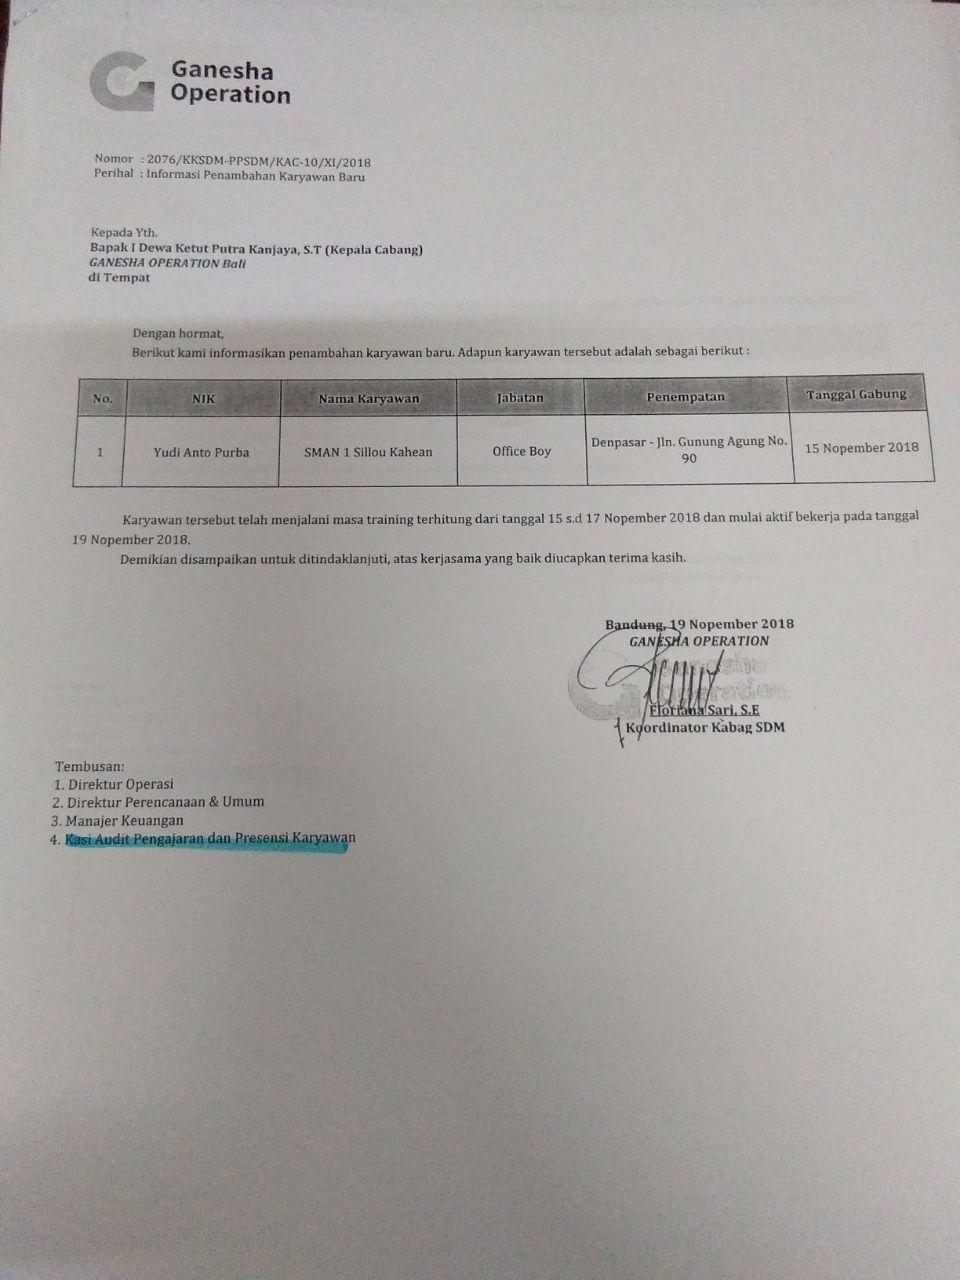 Ganesha
Operation
Nomor : 2076/KKSDM-PPSDM/KAC-10/XI/2018
Perihal : Informasi Penambahan Karyawan Baru
Kepada Yth.
Bapak I Dewa Ketut Putra Kanjaya, S.T (Kepala Cabang)
GANESHA OPERATION Bali
di Tempat
Dengan hormat,
Berikut kami informasikan penambahan karyawan baru. Adapun karyawan tersebut adalah sebagai berikut :
No. NIK Nama Karyawan Jabatan Penempatan Tanggal Gabung
1 Yudi Anto Purba SMAN 1 Sillou Kahean Office Boy Denpasar - Jln. Gunung Agung No. 15 Nopember 2018
90
Karyawan tersebut telah menjalani masa training terhitung dari tanggal 15 s.d 17 Nopember 2018 dan mulai aktif bekerja pada tanggal
19 Nopember 2018.
Demikian disampaikan untuk ditindaklanjuti, atas kerjasama yang baik diucapkan terima kasih.
Bandung, 19 Nopember 2018
GANESHA OPERATION
Floriana Sari, S.E
Koordinator Kabag SDM
Tembusan:
1. Direktur Operasi
2. Direktur Perencanaan & Umum
3. Manajer Keuangan
4. Kasi Audit Pengajaran dan Presensi Karyawan